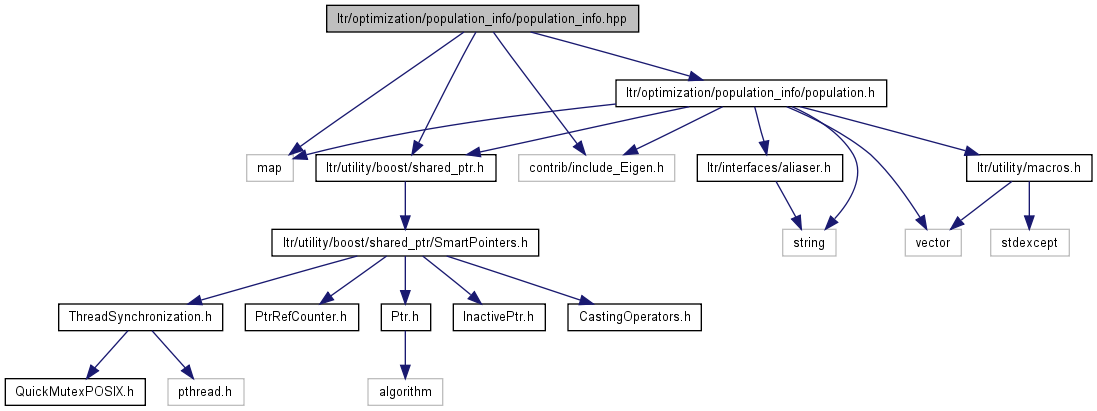 ltr/optimization/population_info/population_info.hpp
ltr/optimization/population_info/population.h
map
ltr/utility/boost/shared_ptr.h
contrib/include_Eigen.h
ltr/interfaces/aliaser.h
ltr/utility/macros.h
ltr/utility/boost/shared_ptr/SmartPointers.h
string
vector
stdexcept
ThreadSynchronization.h
PtrRefCounter.h
Ptr.h
InactivePtr.h
CastingOperators.h
QuickMutexPOSIX.h
pthread.h
algorithm